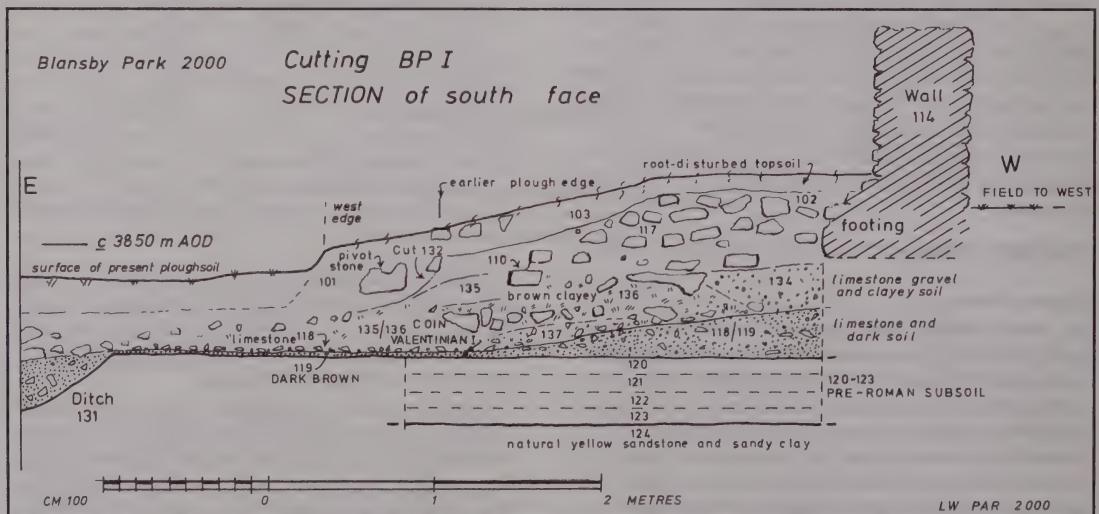 Blansby Park 2000
Cutting BP I
SECTION of south face
Wall
114
W
FIELD TO WEST
root-disturbed topsoil
E
earlier plough edge
west
edge
102
103
117
footing
c 3850 m AOD
Cut 132
pivot
stone
surface of present ploughsoil
101
110
135
brown clayey
136
134
limestone gravel
and clayey soil
135/136
COIN
VALENTINIAN I
137
118/119
limestone and
dark soil
limestone 118
119
DARK BROWN
Ditch
131
120
121
122
123
124
120-123
PRE-ROMAN SUBSOIL
natural yellow sandstone and sandy clay
CM 100
0
1
2
METRES
LW PAR 2000